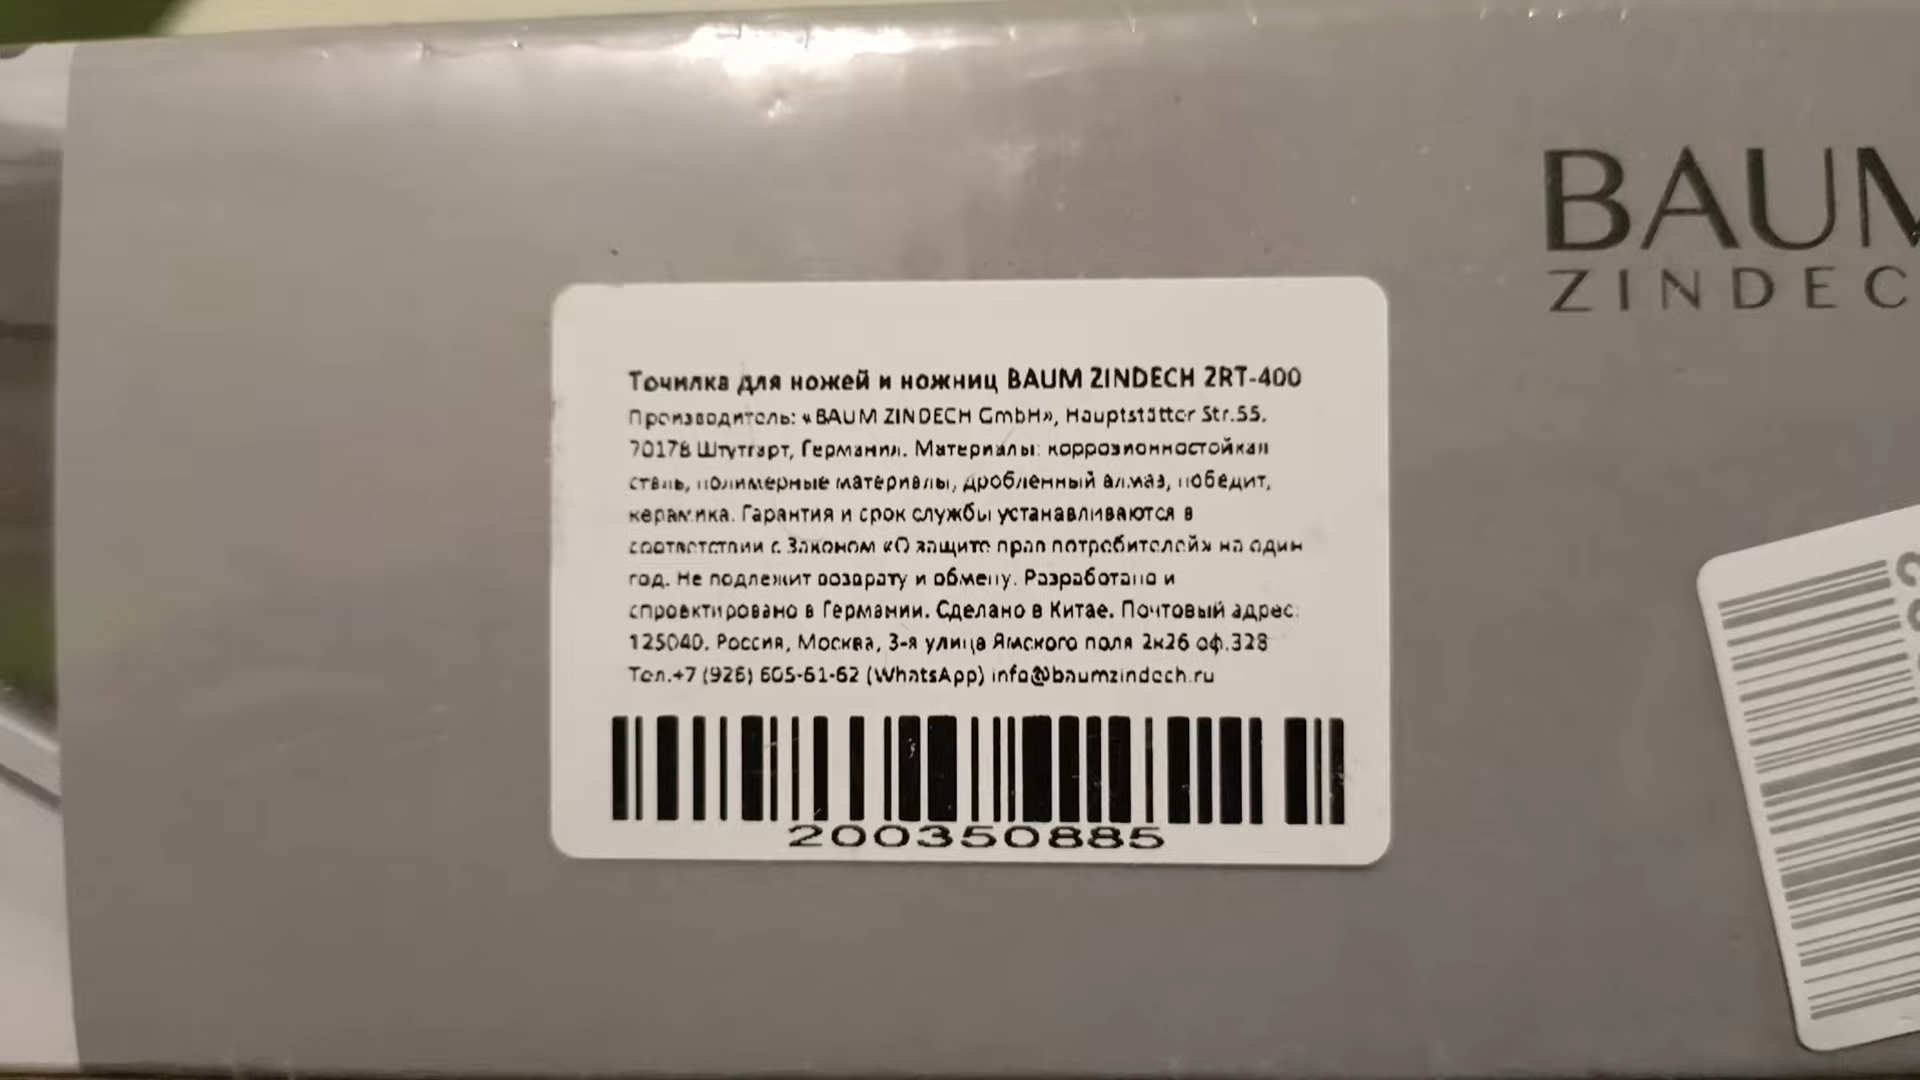 BAUM
ZINDEC
Точилка для ножей и ножниц BAUM ZINDECH 2RT-400
Производитель: «BAUM ZINDECH GmbH», Hauptstätter Str.55,
70178 Штутгарт, Германия. Материалы: коррозионностойкая
сталь, полимерные материалы, дробленный алмаз, победит,
керамика. Гарантия и срок службы устанавливаются в
соответствии с Законом «О защите прав потребителей» на один
год. Не подлежит возврату и обмену. Разработано и
спроектировано в Германии. Сделано в Китае. Почтовый адрес:
125040, Россия, Москва, 3-я улица Ямского поля 2к26 оф.328
Тел.+7 (926) 605-61-62 (WhatsApp) info@baumzindech.ru
200350885